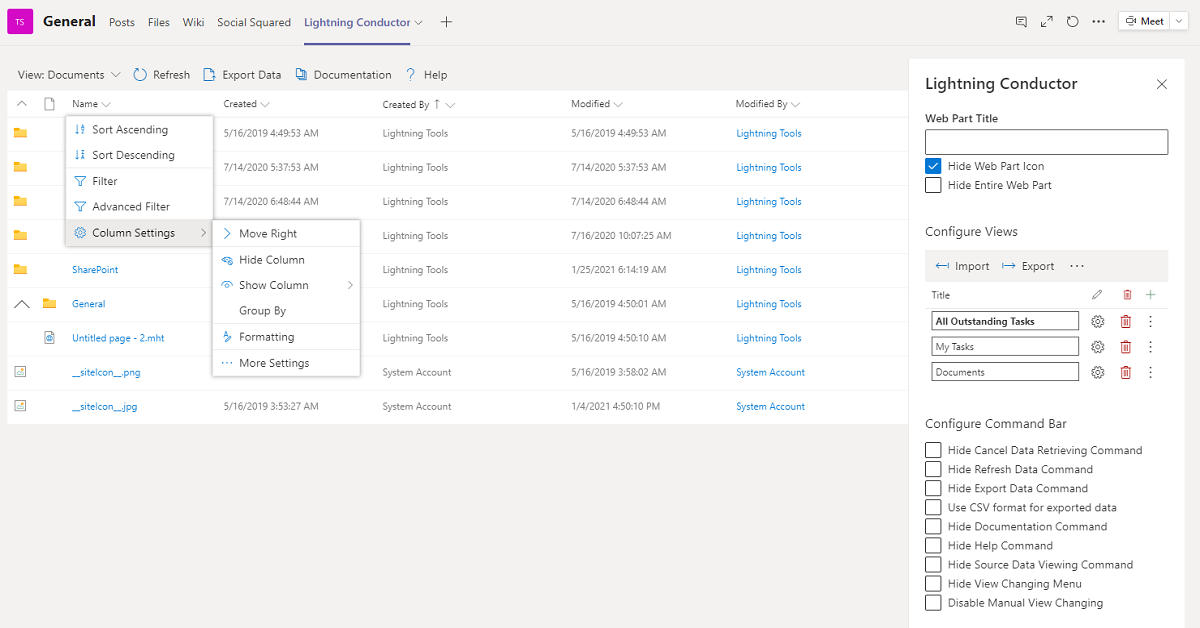 TS General Posts Files Wiki Social Squared Lightning Conductor Meet
View: Documents Refresh Export Data Documentation ? Help
Name Created Created By Modified Modified By
Sort Ascending
Sort Descending
Filter
Advanced Filter
Column Settings
Move Right
Hide Column
Show Column
Group By
Formatting
More Settings
5/16/2019 4:49:53 AM Lightning Tools 5/16/2019 4:49:53 AM Lightning Tools
7/14/2020 5:37:53 AM Lightning Tools 7/14/2020 5:37:53 AM Lightning Tools
7/14/2020 6:48:44 AM Lightning Tools 7/14/2020 6:48:44 AM Lightning Tools
Lightning Tools 7/16/2020 10:07:25 AM Lightning Tools
SharePoint Lightning Tools 1/25/2021 6:14:19 AM Lightning Tools
General Lightning Tools 5/16/2019 4:50:01 AM Lightning Tools
Untitled page - 2.mht Lightning Tools 5/16/2019 4:50:10 AM Lightning Tools
__siteIcon__.png System Account 5/16/2019 3:58:02 AM System Account
__siteIcon__.jpg 5/16/2019 3:53:27 AM System Account 1/4/2021 4:50:10 PM System Account
Lightning Conductor
Web Part Title
Hide Web Part Icon
Hide Entire Web Part
Configure Views
Import Export
Title
All Outstanding Tasks
My Tasks
Documents
Configure Command Bar
Hide Cancel Data Retrieving Command
Hide Refresh Data Command
Hide Export Data Command
Use CSV format for exported data
Hide Documentation Command
Hide Help Command
Hide Source Data Viewing Command
Hide View Changing Menu
Disable Manual View Changing